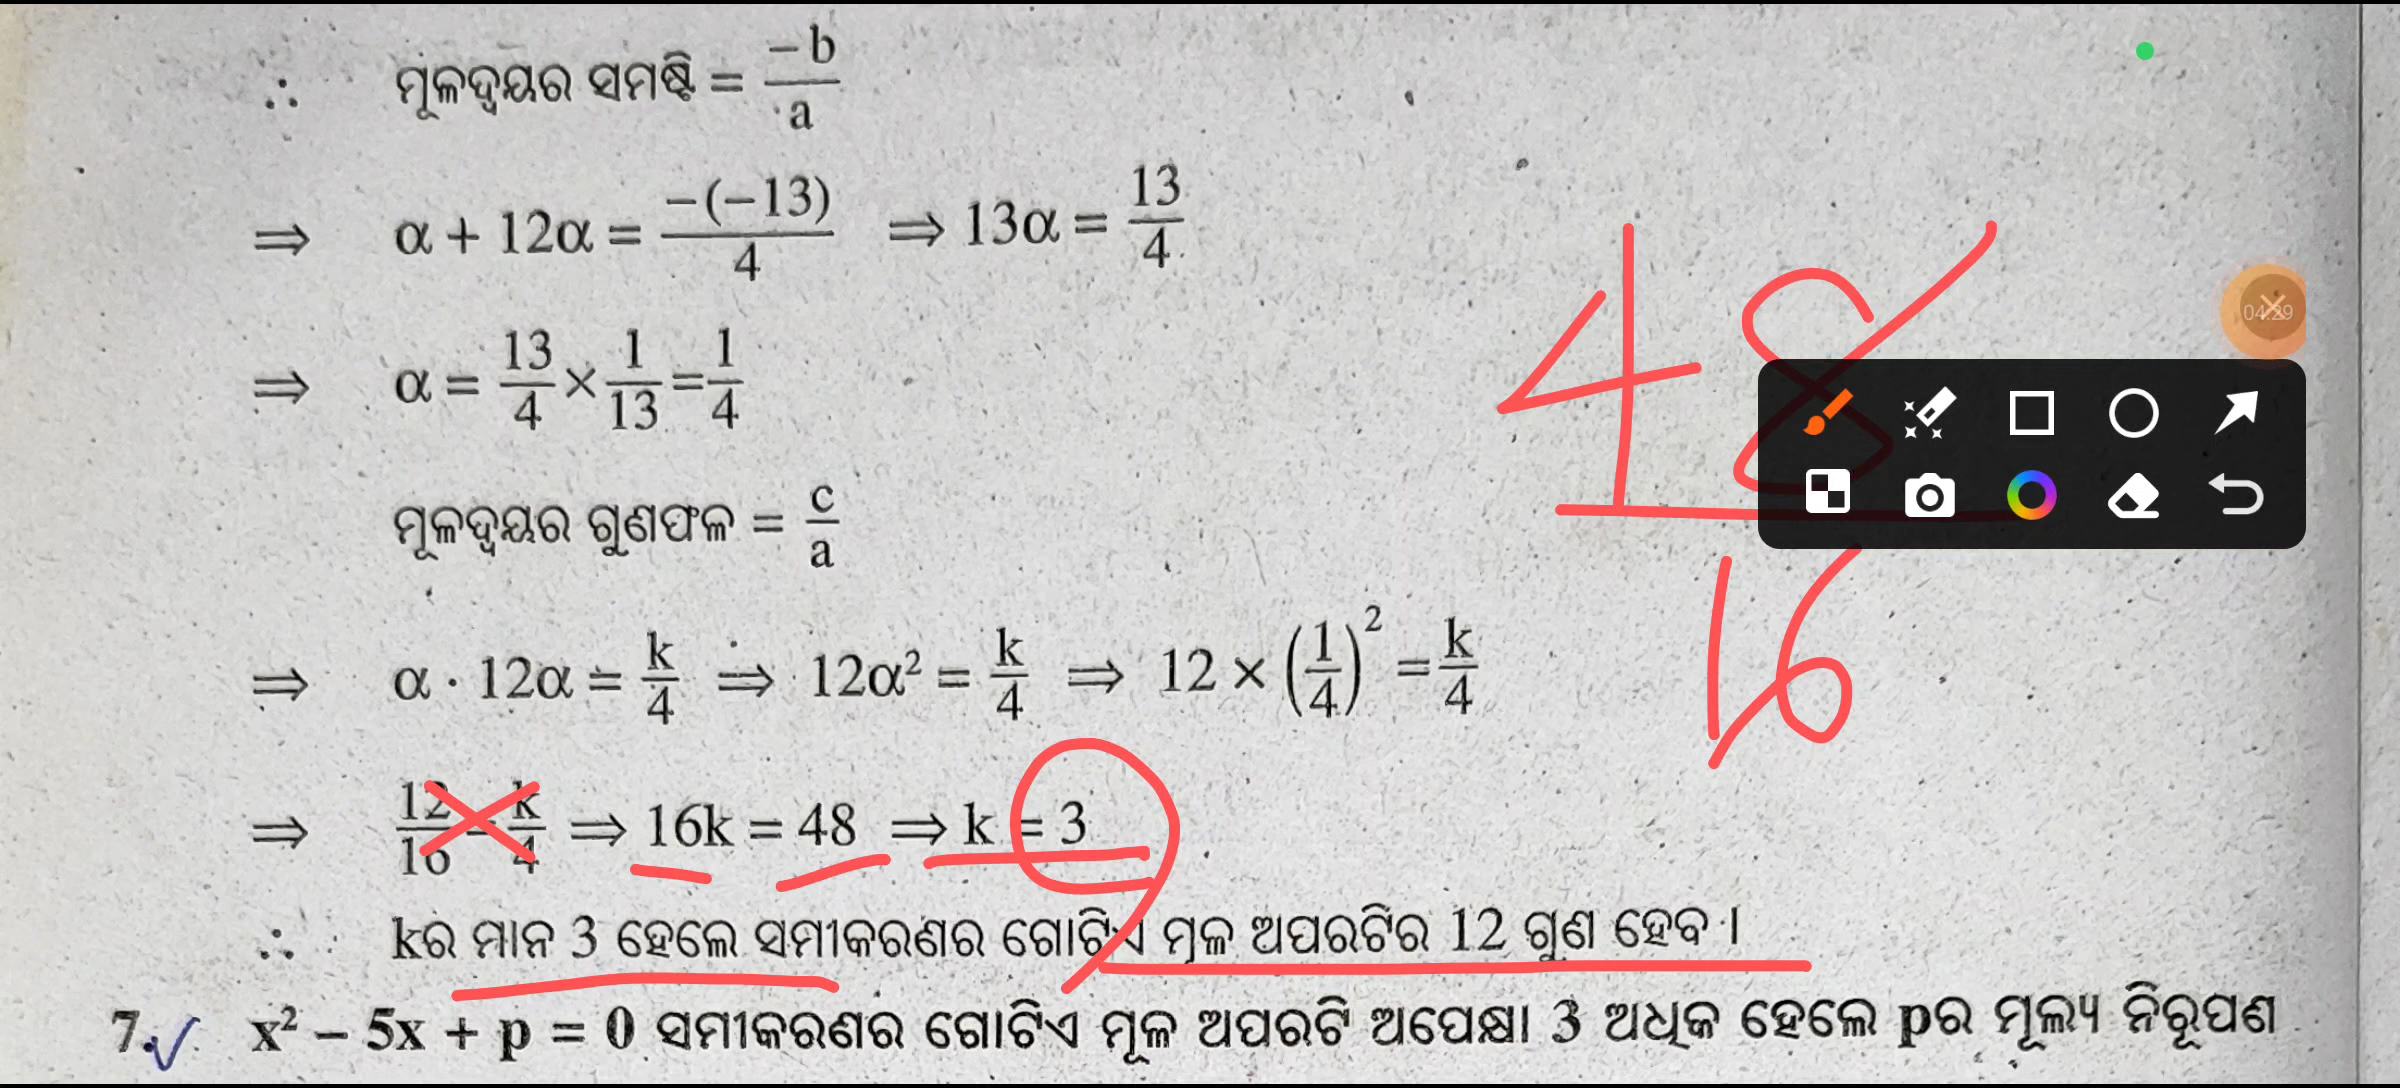 ∴ ମୂଳଦ୍ୱୟର ସମଷ୍ଟି = −b/a
⇒ α + 12α = −(−13)/4 ⇒ 13α = 13/4
⇒ α = 13/4 × 1/13 = 1/4
ମୂଳଦ୍ୱୟର ଗୁଣଫଳ = c/a
⇒ α · 12α = k/4 ⇒ 12α² = k/4 ⇒ 12 × (1/4)² = k/4
⇒ 12/16 = k/4 ⇒ 16k = 48 ⇒ k = 3
∴ kର ମାନ 3 ହେଲେ ସମୀକରଣର ଗୋଟିଏ ମୂଳ ଅପରଟିର 12 ଗୁଣ ହେବ ।
7. x² − 5x + p = 0 ସମୀକରଣର ଗୋଟିଏ ମୂଳ ଅପରଟି ଅପେକ୍ଷା 3 ଅଧିକ ହେଲେ pର ମୂଲ୍ୟ ନିରୂପଣ
48/16
04:29